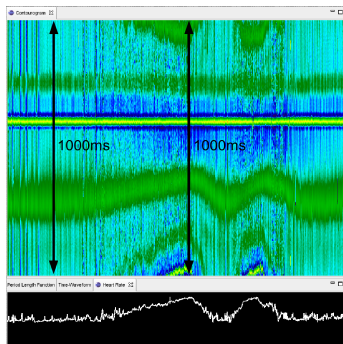 Contourogram
1000ms
1000ms
Period Length Function Time-Waveform Heart Rate